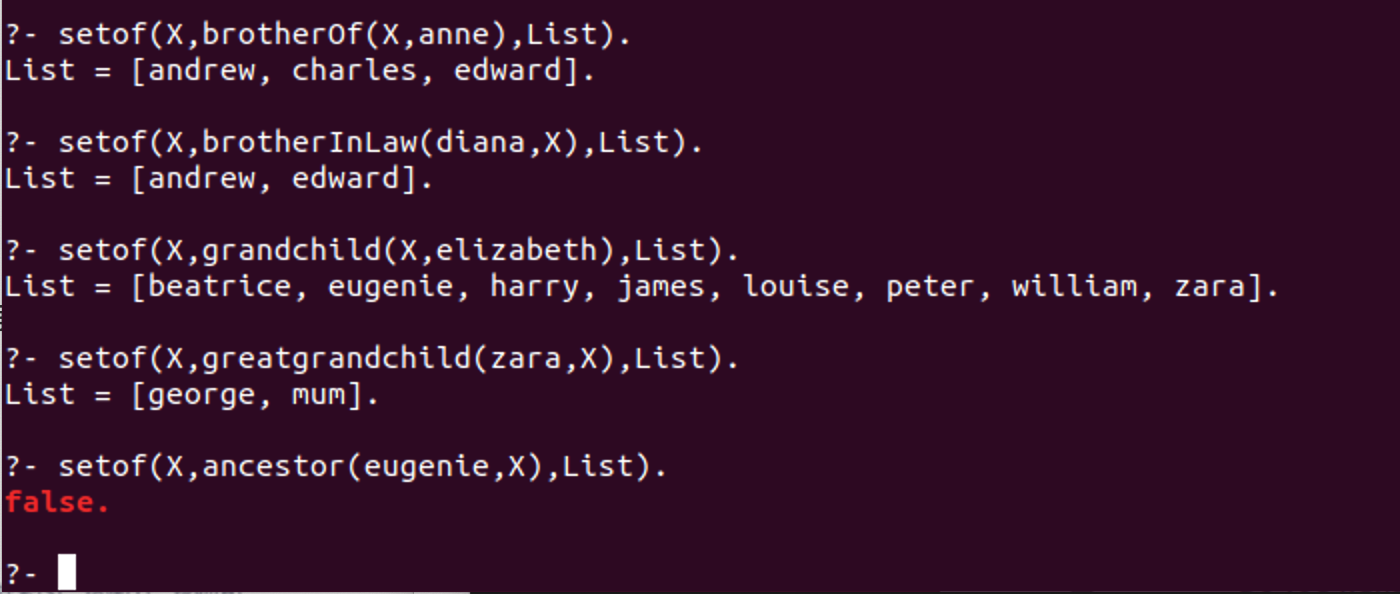 ?- setof(X,brotherOf(X,anne),List).
List = [andrew, charles, edward].
?- setof(X,brotherInLaw(diana,X),List).
List = [andrew, edward].
?- setof(X,grandchild(X,elizabeth),List).
List = [beatrice, eugenie, harry, james, louise, peter, william, zara].
?- setof(X,greatgrandchild(zara,X),List).
List = [george, mum].
?- setof(X,ancestor(eugenie,X),List).
false.
?-